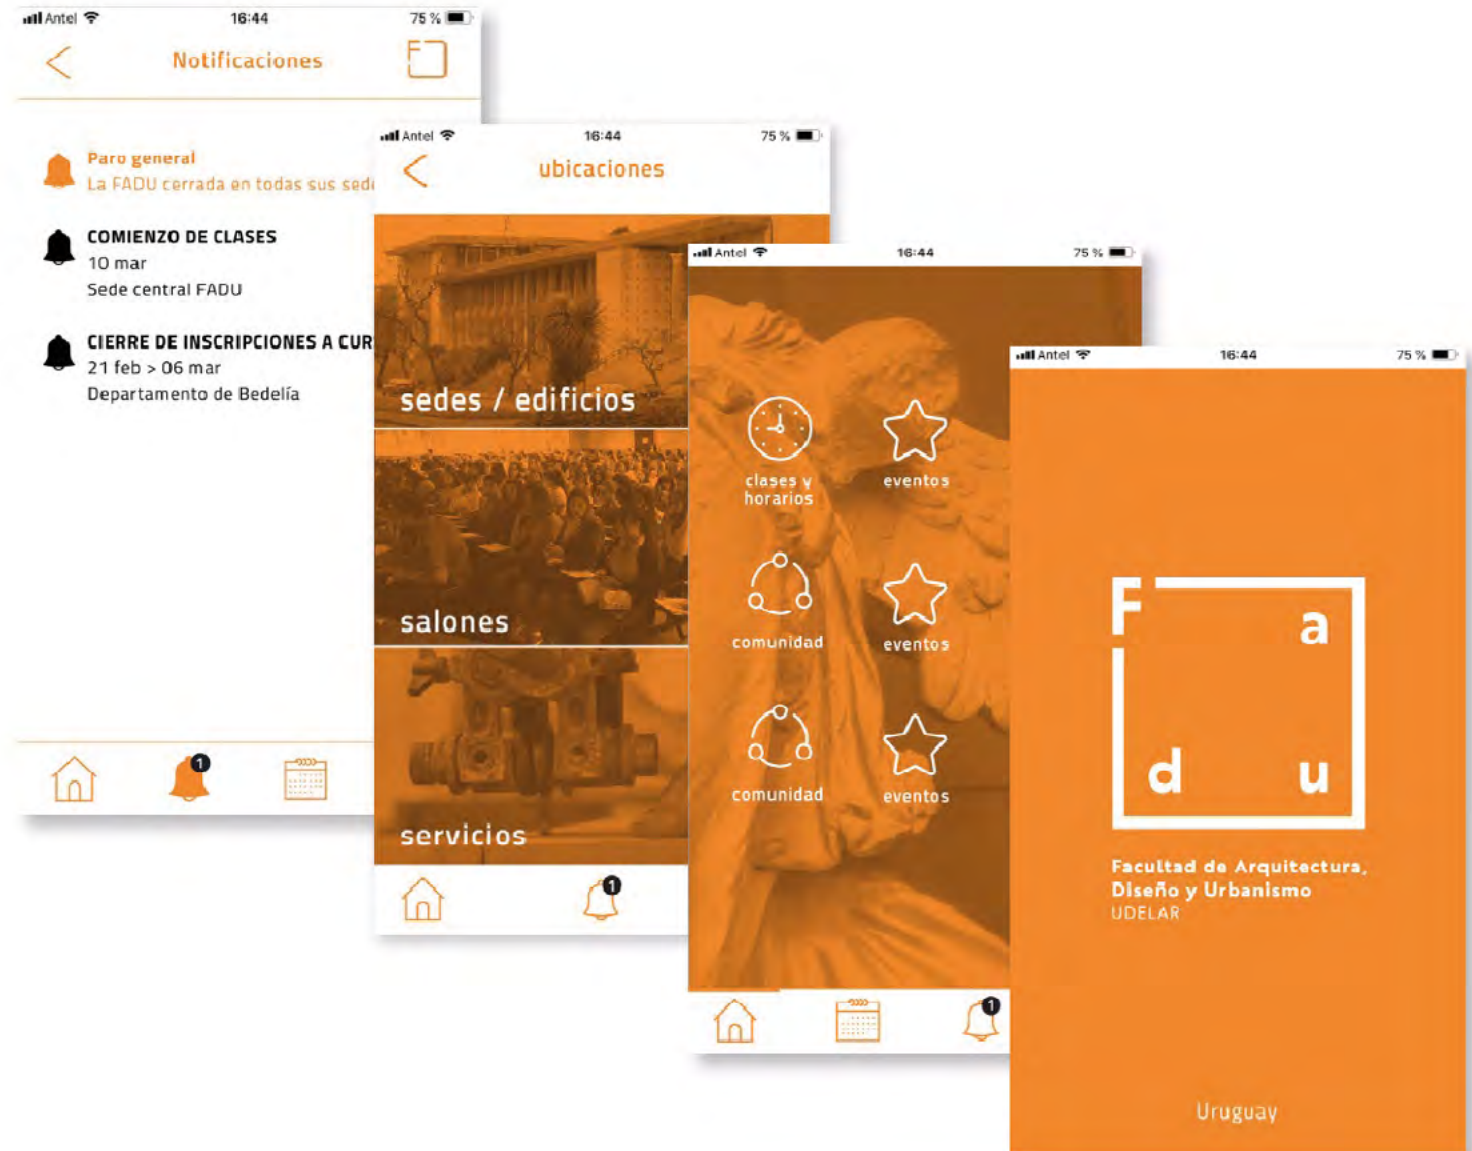 Antel 16:44 75 %
Notificaciones
F
Paro general
La FADU cerrada en todas sus sede
COMIENZO DE CLASES
10 mar
Sede central FADU
CIERRE DE INSCRIPCIONES A CUR
21 feb > 06 mar
Departamento de Bedelía
1
Antel 16:44 75 %
ubicaciones
sedes / edificios
salones
servicios
1
Antel 16:44 75 %
clases y
horarios
eventos
comunidad
eventos
comunidad
eventos
1
Antel 16:44 75 %
F a
d u
Facultad de Arquitectura,
Diseño y Urbanismo
UDELAR
Uruguay